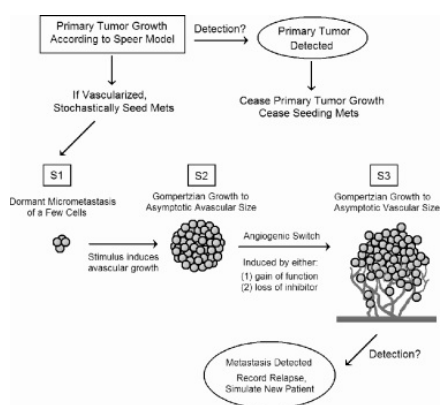 Primary Tumor Growth
According to Speer Model
Detection?
Primary Tumor
Detected
If Vascularized,
Stochastically Seed Mets
Cease Primary Tumor Growth
Cease Seeding Mets
S1
Dormant Micrometastasis
of a Few Cells
S2
Gompertzian Growth to
Asymptotic Avascular Size
S3
Gompertzian Growth to
Asymptotic Vascular Size
Stimulus induces
avascular growth
Angiogenic Switch
Induced by either:
(1) gain of function
(2) loss of inhibitor
Detection?
Metastasis Detected
Record Relapse,
Simulate New Patient